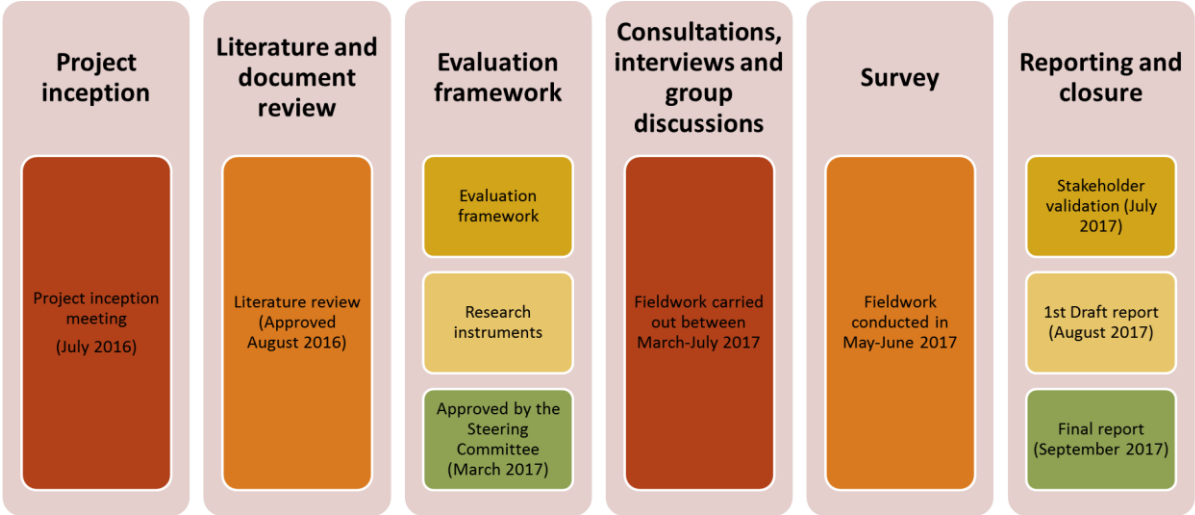 Project
inception
Project inception
meeting
(July 2016)
Literature and
document
review
Literature review
(Approved
August 2016)
Evaluation
framework
Evaluation
framework
Research
instruments
Approved by the
Steering
Committee
(March 2017)
Consultations,
interviews and
group
discussions
Fieldwork carried
out between
March-July 2017
Survey
Fieldwork
conducted in
May-June 2017
Reporting and
closure
Stakeholder
validation (July
2017)
1st Draft report
(August 2017)
Final report
(September 2017)